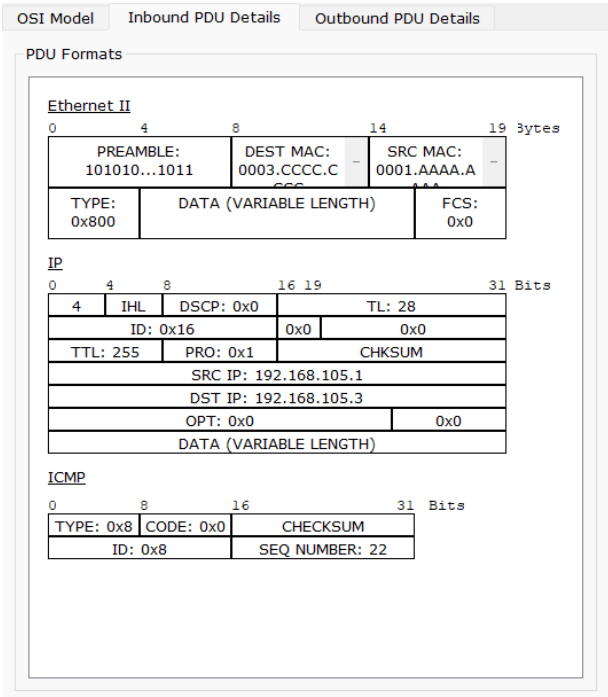 OSI Model Inbound PDU Details Outbound PDU Details
PDU Formats
Ethernet II
0 4 8 14 19 Bytes
PREAMBLE: DEST MAC: SRC MAC:
101010...1011 0003.CCCC.C 0001.AAAA.A
TYPE: DATA (VARIABLE LENGTH) FCS:
0x800 0x0
IP
0 4 8 16 19 31 Bits
4 IHL DSCP: 0x0 TL: 28
ID: 0x16 0x0 0x0
TTL: 255 PRO: 0x1 CHKSUM
SRC IP: 192.168.105.1
DST IP: 192.168.105.3
OPT: 0x0 0x0
DATA (VARIABLE LENGTH)
ICMP
0 8 16 31 Bits
TYPE: 0x8 CODE: 0x0 CHECKSUM
ID: 0x8 SEQ NUMBER: 22